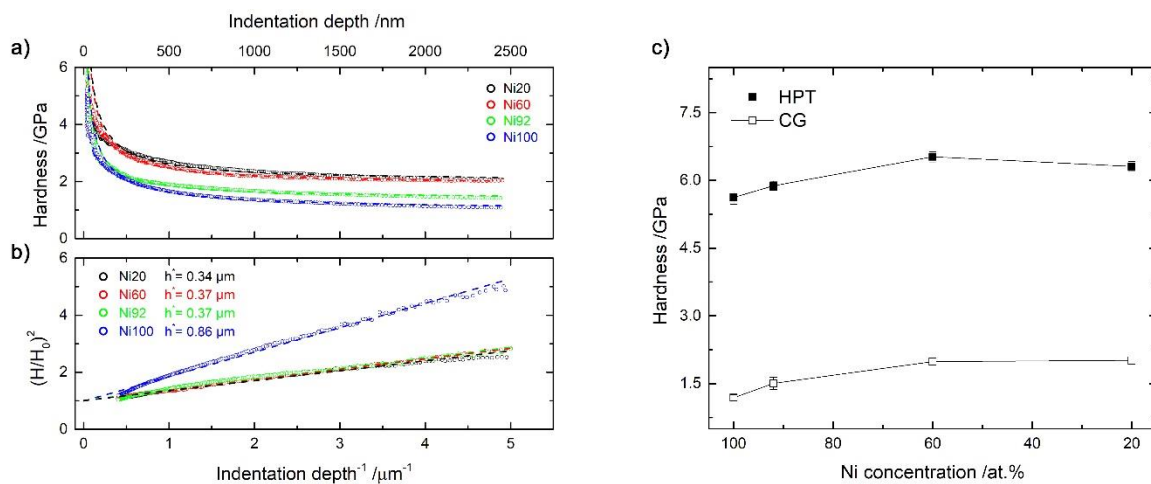 Indentation depth /nm
a)
0 500 1000 1500 2000 2500
6
4
2
0
Hardness /GPa
Ni20
Ni60
Ni92
Ni100
b)
6
4
2
0
(H/H₀)²
Ni20 h*= 0.34 µm
Ni60 h*= 0.37 µm
Ni92 h*= 0.37 µm
Ni100 h*= 0.86 µm
0 1 2 3 4 5
Indentation depth⁻¹ /µm⁻¹
c)
7.5
6.0
4.5
3.0
1.5
Hardness /GPa
HPT
CG
100 80 60 40 20
Ni concentration /at.%